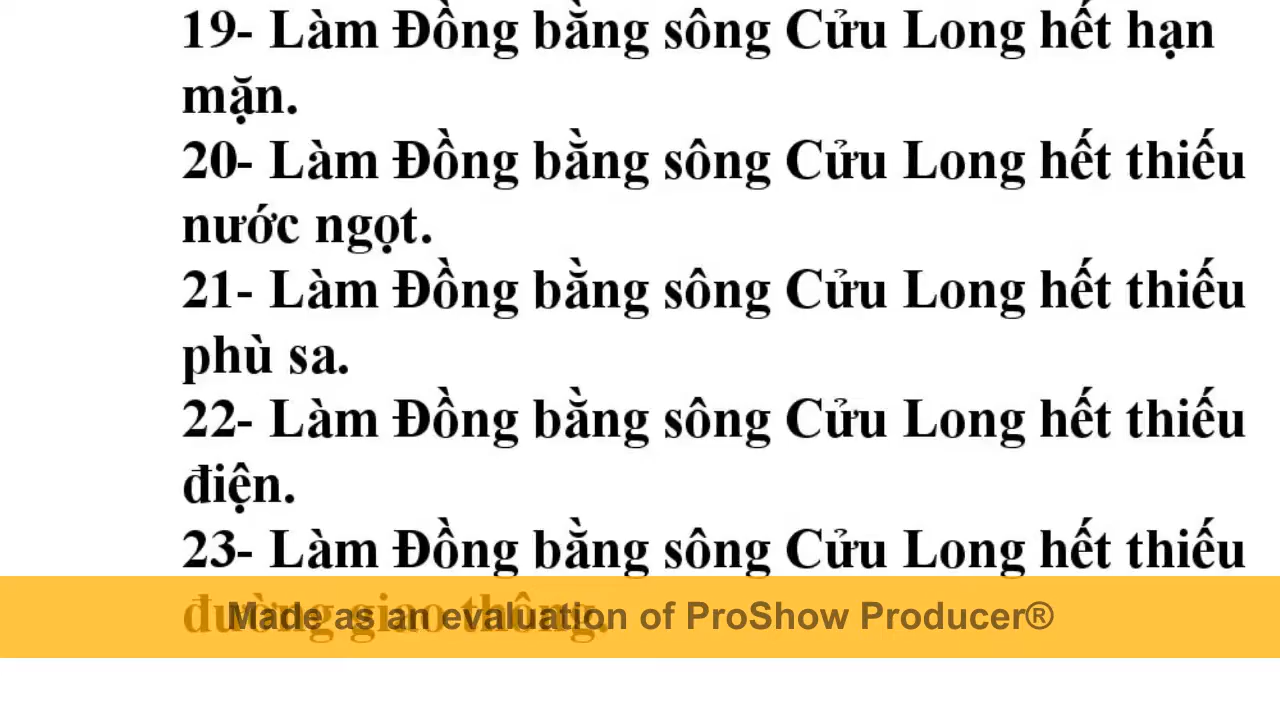 19- Làm Đồng bằng sông Cửu Long hết hạn
mặn.
20- Làm Đồng bằng sông Cửu Long hết thiếu
nước ngọt.
21- Làm Đồng bằng sông Cửu Long hết thiếu
phù sa.
22- Làm Đồng bằng sông Cửu Long hết thiếu
điện.
23- Làm Đồng bằng sông Cửu Long hết thiếu
đường giao thông.
Made as an evaluation of ProShow Producer®